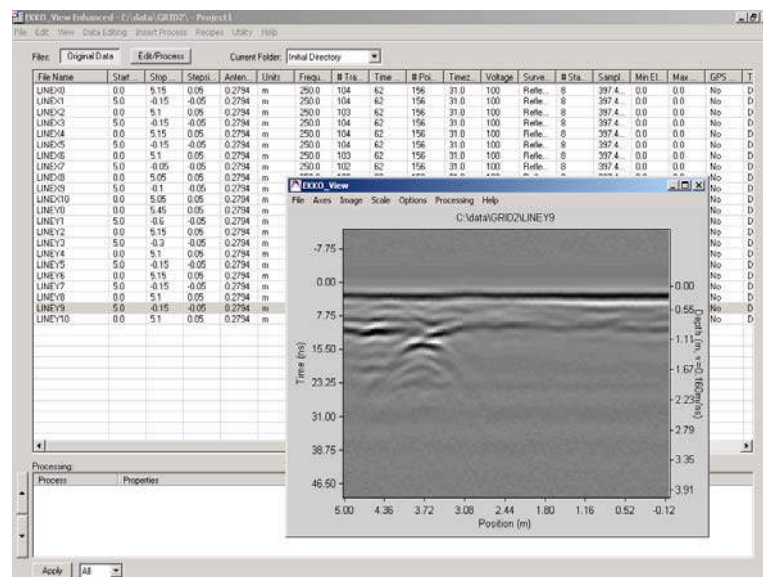 EKKO_View Enhanced - C:\data\GRID2\ - Project1
File Edit View Data Editing Insert Process Recipes Utility Help
Files: Original Data Edit/Process Current Folder: Initial Directory
File Name Start ... Stop ... Stepsi... Anten... Units Frequ... # Tra... Time ... # Poi... Timez... Voltage Surve... # Sta... Sampl... Min El... Max ... GPS ... T
LINEX0 0.0 5.15 0.05 0.2794 m 250.0 104 62 156 31.0 100 Refle... 8 397.4... 0.0 0.0 No D
LINEX1 5.0 -0.15 -0.05 0.2794 m 250.0 104 62 156 31.0 100 Refle... 8 397.4... 0.0 0.0 No D
LINEX2 0.0 5.1 0.05 0.2794 m 250.0 103 62 156 31.0 100 Refle... 8 397.4... 0.0 0.0 No D
LINEX3 5.0 -0.15 -0.05 0.2794 m 250.0 104 62 156 31.0 100 Refle... 8 397.4... 0.0 0.0 No D
LINEX4 0.0 5.15 0.05 0.2794 m 250.0 104 62 156 31.0 100 Refle... 8 397.4... 0.0 0.0 No D
LINEX5 5.0 -0.15 -0.05 0.2794 m 250.0 104 62 156 31.0 100 Refle... 8 397.4... 0.0 0.0 No D
LINEX6 0.0 5.1 0.05 0.2794 m 250.0 103 62 156 31.0 100 Refle... 8 397.4... 0.0 0.0 No D
LINEX7 5.0 -0.05 -0.05 0.2794 m 250.0 102 62 156 31.0 100 Refle... 8 397.4... 0.0 0.0 No D
LINEX8 0.0 5.05 0.05 0.2794 m No D
LINEX9 5.0 -0.1 -0.05 0.2794 m No D
LINEX10 0.0 5.05 0.05 0.2794 m No D
LINEY0 0.0 5.45 0.05 0.2794 m No D
LINEY1 5.0 -0.6 -0.05 0.2794 m No D
LINEY2 0.0 5.15 0.05 0.2794 m No D
LINEY3 5.0 -0.3 -0.05 0.2794 m No D
LINEY4 0.0 5.1 0.05 0.2794 m No D
LINEY5 5.0 -0.15 -0.05 0.2794 m No D
LINEY6 0.0 5.15 0.05 0.2794 m No D
LINEY7 5.0 -0.15 -0.05 0.2794 m No D
LINEY8 0.0 5.1 0.05 0.2794 m No D
LINEY9 5.0 -0.15 -0.05 0.2794 m No D
LINEY10 0.0 5.1 0.05 0.2794 m No D
EKKO_View
File Axes Image Scale Options Processing Help
C:\data\GRID2\LINEY9
-7.75
0.00
7.75
15.50
23.25
31.00
38.75
46.50
Time (ns)
0.00
0.55
1.11
1.67
2.23
2.79
3.35
3.91
Depth (m, v=0.160m/ns)
5.00 4.36 3.72 3.08 2.44 1.80 1.16 0.52 -0.12
Position (m)
Processing:
Process Properties
Apply All